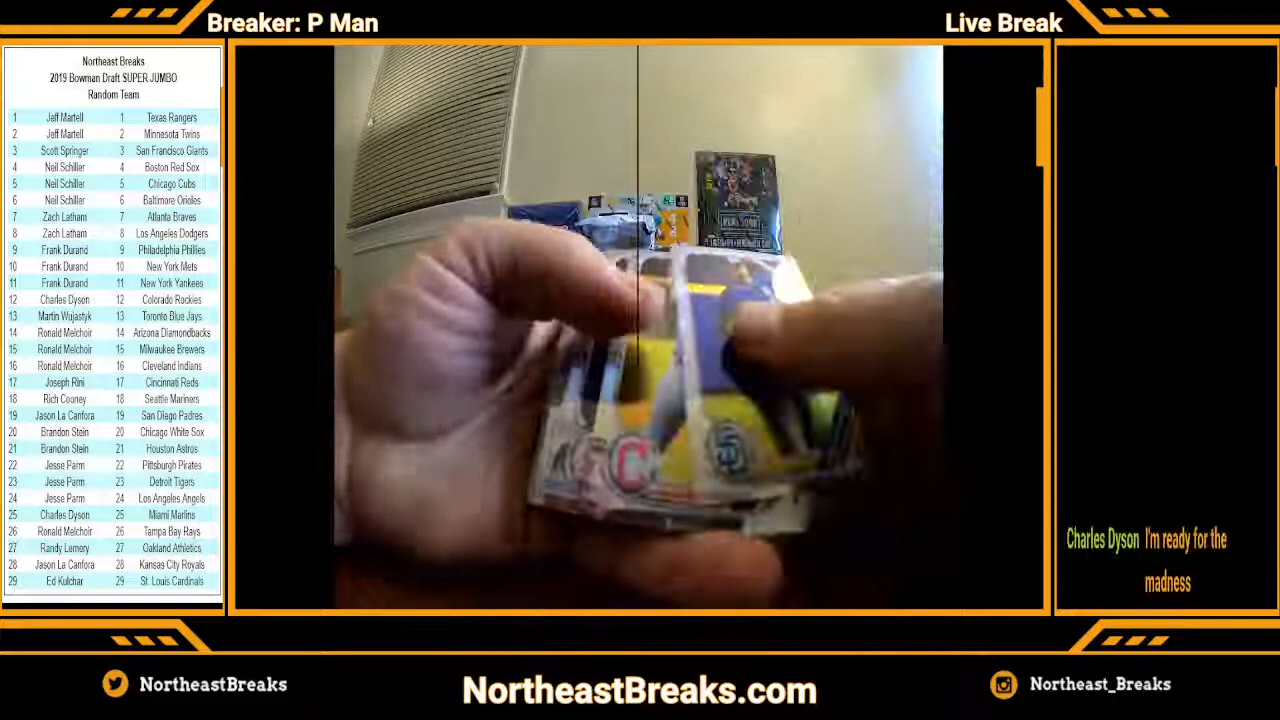 Breaker: P Man
Live Break
Northeast Breaks
2019 Bowman Draft SUPER JUMBO
Random Team
1 Jeff Martell 1 Texas Rangers
2 Jeff Martell 2 Minnesota Twins
3 Scott Springer 3 San Francisco Giants
4 Neil Schiller 4 Boston Red Sox
5 Neil Schiller 5 Chicago Cubs
6 Neil Schiller 6 Baltimore Orioles
7 Zach Latham 7 Atlanta Braves
8 Zach Latham 8 Los Angeles Dodgers
9 Frank Durand 9 Philadelphia Phillies
10 Frank Durand 10 New York Mets
11 Frank Durand 11 New York Yankees
12 Charles Dyson 12 Colorado Rockies
13 Martin Wujastyk 13 Toronto Blue Jays
14 Ronald Melchoir 14 Arizona Diamondbacks
15 Ronald Melchoir 15 Milwaukee Brewers
16 Ronald Melchoir 16 Cleveland Indians
17 Joseph Rini 17 Cincinnati Reds
18 Rich Cooney 18 Seattle Mariners
19 Jason La Canfora 19 San Diego Padres
20 Brandon Stein 20 Chicago White Sox
21 Brandon Stein 21 Houston Astros
22 Jesse Parm 22 Pittsburgh Pirates
23 Jesse Parm 23 Detroit Tigers
24 Jesse Parm 24 Los Angeles Angels
25 Charles Dyson 25 Miami Marlins
26 Ronald Melchoir 26 Tampa Bay Rays
27 Randy Lemery 27 Oakland Athletics
28 Jason La Canfora 28 Kansas City Royals
29 Ed Kulchar 29 St. Louis Cardinals
C
SD
Charles Dyson I'm ready for the
madness
NortheastBreaks
NortheastBreaks.com
Northeast_Breaks